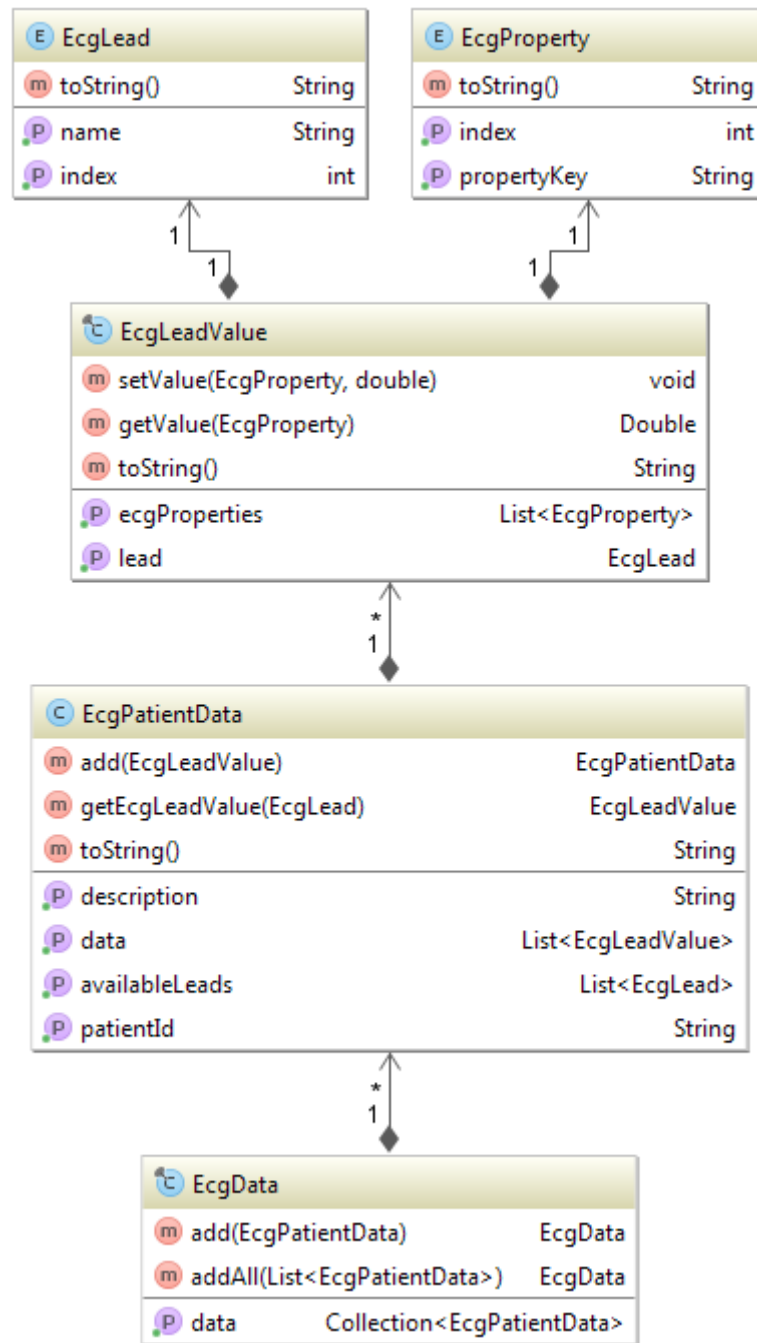 E EcgLead
m toString() String
P name String
P index int
E EcgProperty
m toString() String
P index int
P propertyKey String
1
1
1
1
C EcgLeadValue
m setValue(EcgProperty, double) void
m getValue(EcgProperty) Double
m toString() String
P ecgProperties List<EcgProperty>
P lead EcgLead
*
1
C EcgPatientData
m add(EcgLeadValue) EcgPatientData
m getEcgLeadValue(EcgLead) EcgLeadValue
m toString() String
P description String
P data List<EcgLeadValue>
P availableLeads List<EcgLead>
P patientId String
*
1
C EcgData
m add(EcgPatientData) EcgData
m addAll(List<EcgPatientData>) EcgData
P data Collection<EcgPatientData>